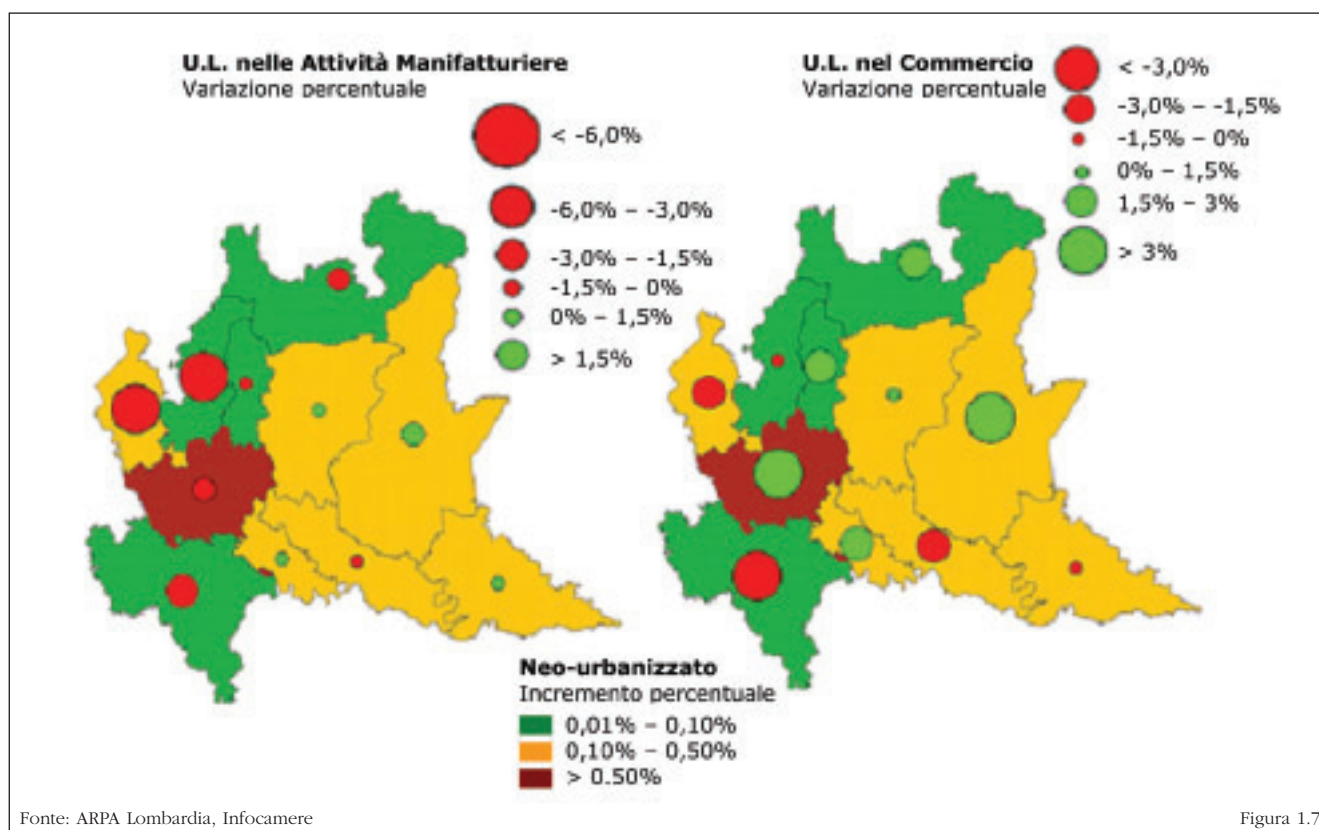 U.L. nelle Attività Manifatturiere
Variazione percentuale
< -6,0%
-6,0% – -3,0%
-3,0% – -1,5%
-1,5% – 0%
0% – 1,5%
> 1,5%
U.L. nel Commercio
Variazione percentuale
< -3,0%
-3,0% – -1,5%
-1,5% – 0%
0% – 1,5%
1,5% – 3%
> 3%
Neo-urbanizzato
Incremento percentuale
0,01% – 0,10%
0,10% – 0,50%
> 0.50%
Fonte: ARPA Lombardia, Infocamere
Figura 1.7